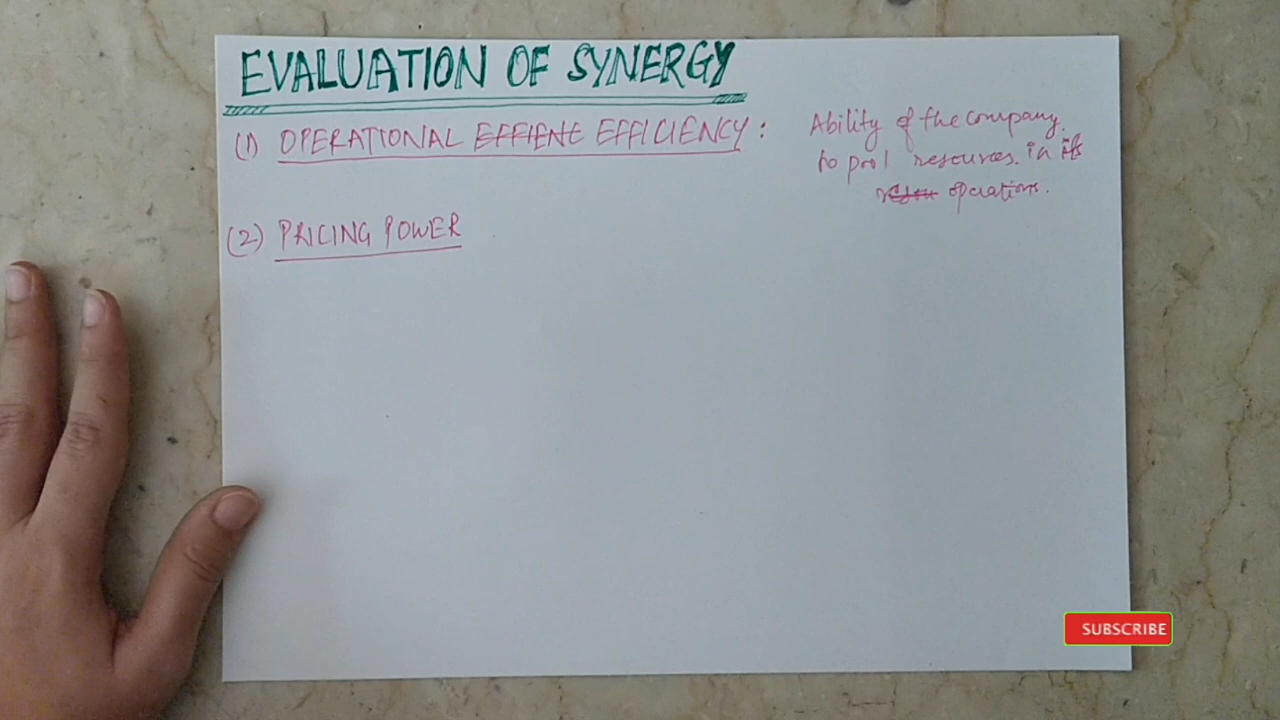 EVALUATION OF SYNERGY
(1) OPERATIONAL EFFIENT EFFICIENCY :
Ability of the company
to pool resources in its
operations.
(2) PRICING POWER
SUBSCRIBE